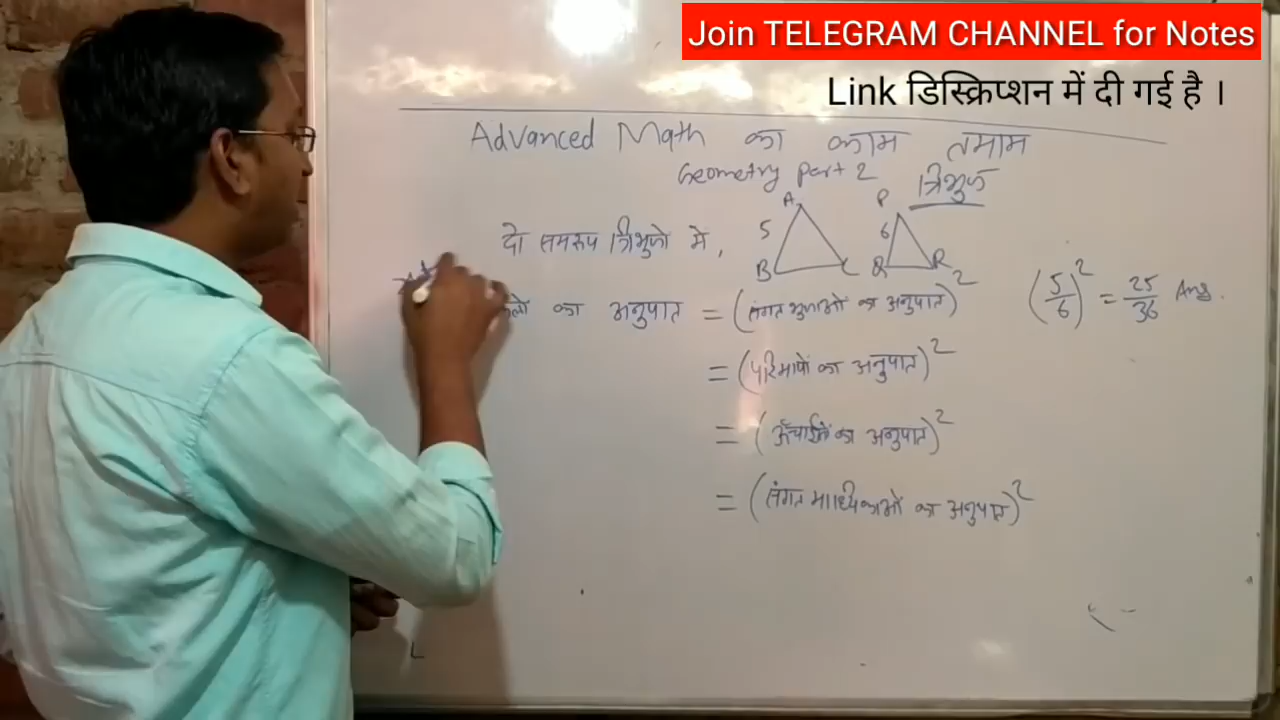 Join TELEGRAM CHANNEL for Notes
Link डिस्क्रिप्शन में दी गई है ।
Advanced Math का काम तमाम
Geometry part 2 त्रिभुज
दो समरूप त्रिभुजो में,
A
5
B C
P
6
Q R
का अनुपात = (संगत भुजाओं का अनुपात)² (5/6)² = 25/36 Ans.
= (परिमापों का अनुपात)²
= (ऊँचाईयों का अनुपात)²
= (संगत माध्यिकाओं का अनुपात)²